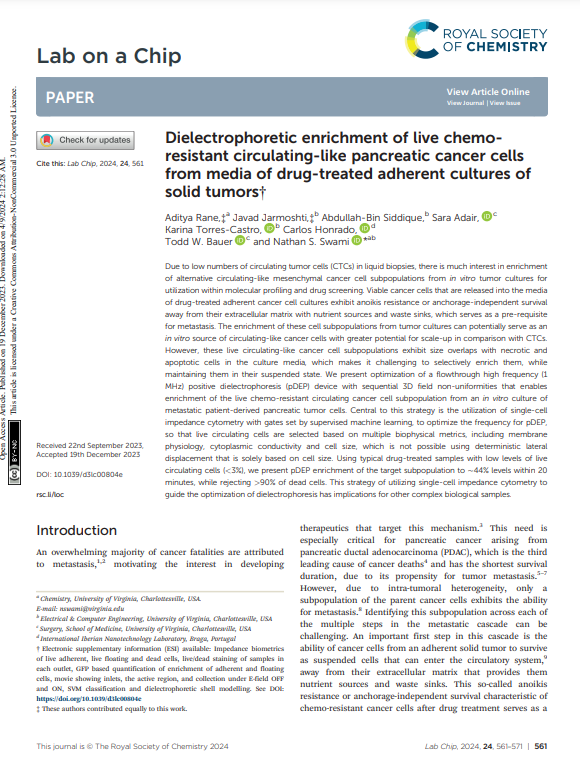 ROYAL SOCIETY
OF CHEMISTRY
Lab on a Chip
PAPER
View Article Online
View Journal | View Issue
Check for updates
Cite this: Lab Chip, 2024, 24, 561
Received 22nd September 2023,
Accepted 19th December 2023
DOI: 10.1039/d3lc00804e
rsc.li/loc
Open Access Article. Published on 19 December 2023. Downloaded on 4/9/2024 2:12:28 AM.
This article is licensed under a Creative Commons Attribution-NonCommercial 3.0 Unported Licence.
Dielectrophoretic enrichment of live chemo-
resistant circulating-like pancreatic cancer cells
from media of drug-treated adherent cultures of
solid tumors†
Aditya Rane,‡ᵃ Javad Jarmoshti,‡ᵇ Abdullah-Bin Siddique,ᵇ Sara Adair, iD ᶜ
Karina Torres-Castro, iD ᵇ Carlos Honrado, iD ᵈ
Todd W. Bauer iD ᶜ and Nathan S. Swami iD *ᵃᵇ
Due to low numbers of circulating tumor cells (CTCs) in liquid biopsies, there is much interest in enrichment
of alternative circulating-like mesenchymal cancer cell subpopulations from in vitro tumor cultures for
utilization within molecular profiling and drug screening. Viable cancer cells that are released into the media
of drug-treated adherent cancer cell cultures exhibit anoikis resistance or anchorage-independent survival
away from their extracellular matrix with nutrient sources and waste sinks, which serves as a pre-requisite
for metastasis. The enrichment of these cell subpopulations from tumor cultures can potentially serve as an
in vitro source of circulating-like cancer cells with greater potential for scale-up in comparison with CTCs.
However, these live circulating-like cancer cell subpopulations exhibit size overlaps with necrotic and
apoptotic cells in the culture media, which makes it challenging to selectively enrich them, while
maintaining them in their suspended state. We present optimization of a flowthrough high frequency (1
MHz) positive dielectrophoresis (pDEP) device with sequential 3D field non-uniformities that enables
enrichment of the live chemo-resistant circulating cancer cell subpopulation from an in vitro culture of
metastatic patient-derived pancreatic tumor cells. Central to this strategy is the utilization of single-cell
impedance cytometry with gates set by supervised machine learning, to optimize the frequency for pDEP,
so that live circulating cells are selected based on multiple biophysical metrics, including membrane
physiology, cytoplasmic conductivity and cell size, which is not possible using deterministic lateral
displacement that is solely based on cell size. Using typical drug-treated samples with low levels of live
circulating cells (<3%), we present pDEP enrichment of the target subpopulation to ~44% levels within 20
minutes, while rejecting >90% of dead cells. This strategy of utilizing single-cell impedance cytometry to
guide the optimization of dielectrophoresis has implications for other complex biological samples.
Introduction
An overwhelming majority of cancer fatalities are attributed
to metastasis,¹,² motivating the interest in developing
ᵃ Chemistry, University of Virginia, Charlottesville, USA.
E-mail: nswami@virginia.edu
ᵇ Electrical & Computer Engineering, University of Virginia, Charlottesville, USA
ᶜ Surgery, School of Medicine, University of Virginia, Charlottesville, USA
ᵈ International Iberian Nanotechnology Laboratory, Braga, Portugal
† Electronic supplementary information (ESI) available: Impedance biometrics
of live adherent, live floating and dead cells, live/dead staining of samples in
each outlet, GFP based quantification of enrichment of adherent and floating
cells, movie showing inlets, the active region, and collection under E-field OFF
and ON, SVM classification and dielectrophoretic shell modelling. See DOI:
https://doi.org/10.1039/d3lc00804e
‡ These authors contributed equally to this work.
therapeutics that target this mechanism.³ This need is
especially critical for pancreatic cancer arising from
pancreatic ductal adenocarcinoma (PDAC), which is the third
leading cause of cancer deaths⁴ and has the shortest survival
duration, due to its propensity for tumor metastasis.⁵⁻⁷
However, due to intra-tumoral heterogeneity, only a
subpopulation of the parent cancer cells exhibits the ability
for metastasis.⁸ Identifying this subpopulation across each of
the multiple steps in the metastatic cascade can be
challenging. An important first step in this cascade is the
ability of cancer cells from an adherent solid tumor to survive
as suspended cells that can enter the circulatory system,⁹
away from their extracellular matrix that provides them
nutrient sources and waste sinks. This so-called anoikis
resistance or anchorage-independent survival characteristic of
chemo-resistant cancer cells after drug treatment serves as a
This journal is © The Royal Society of Chemistry 2024
Lab Chip, 2024, 24, 561–571 | 561